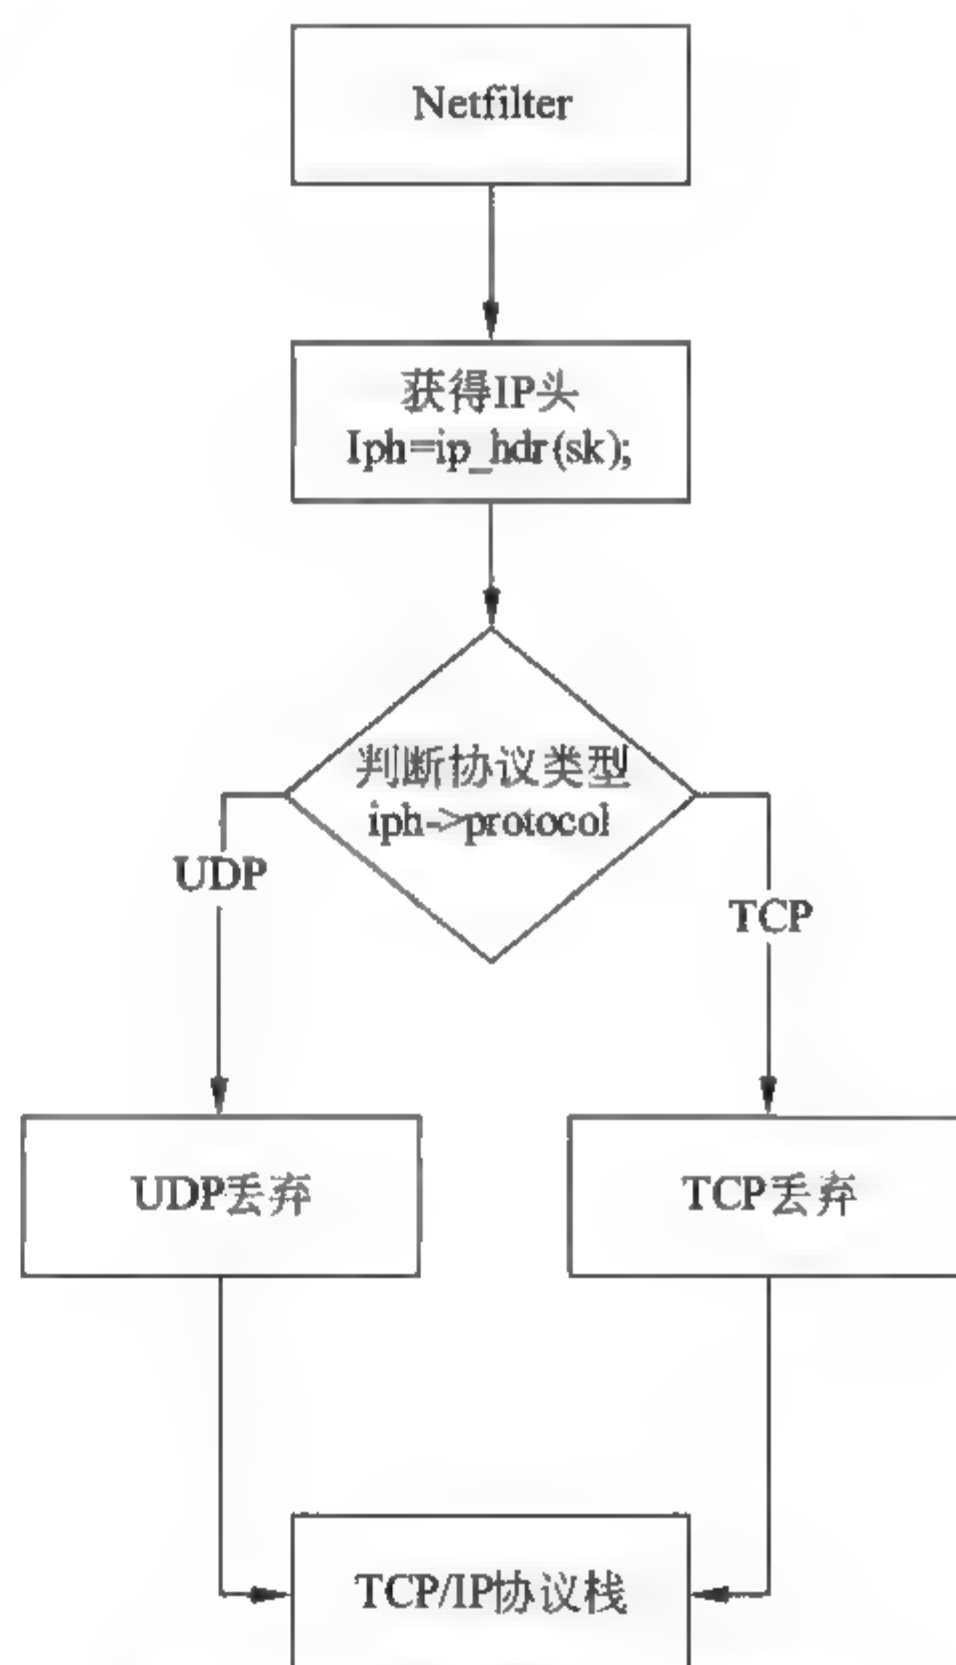 Netfilter
获得IP头
Iph=ip_hdr(sk);
判断协议类型
iph->protocol
UDP
TCP
UDP丢弃
TCP丢弃
TCP/IP协议栈